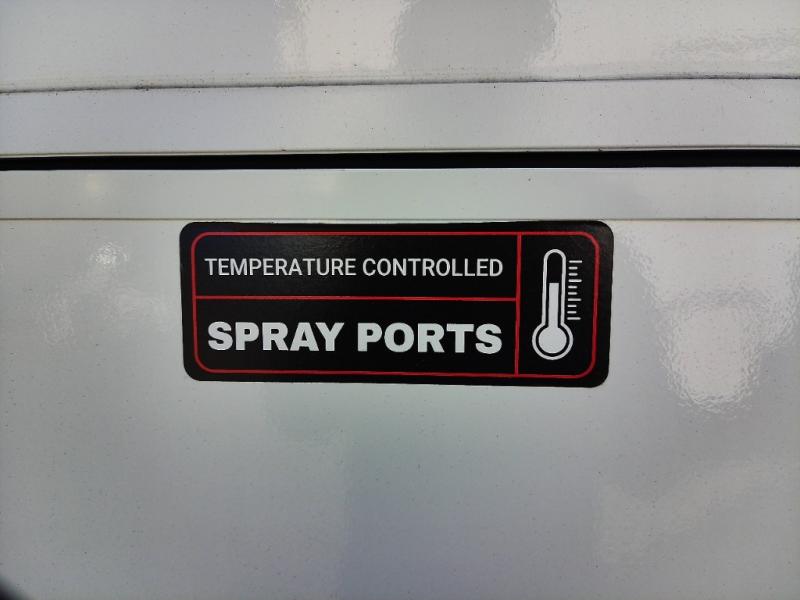 TEMPERATURE CONTROLLED
SPRAY PORTS